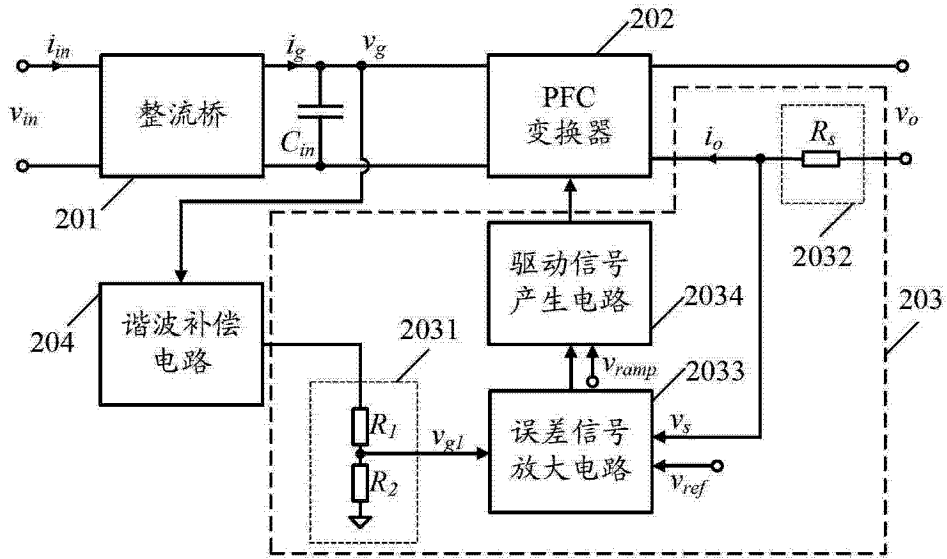 202
i_in
i_g
v_g
v_in
整流桥
C_in
PFC
变换器
R_s
v_o
i_o
201
2032
驱动信号
产生电路
2034
203
204
谐波补偿
电路
2031
v_ramp
2033
R_1
v_g1
误差信号
放大电路
v_s
R_2
v_ref